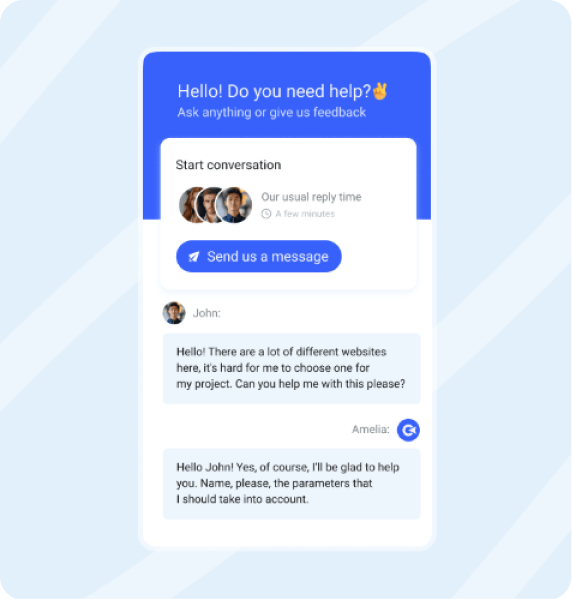 Hello! Do you need help?✌️
Ask anything or give us feedback
Start conversation
Our usual reply time
A few minutes
Send us a message
John:
Hello! There are a lot of different websites
here, it's hard for me to choose one for
my project. Can you help me with this please?
Amelia:
Hello John! Yes, of course, I'll be glad to help
you. Name, please, the parameters that
I should take into account.